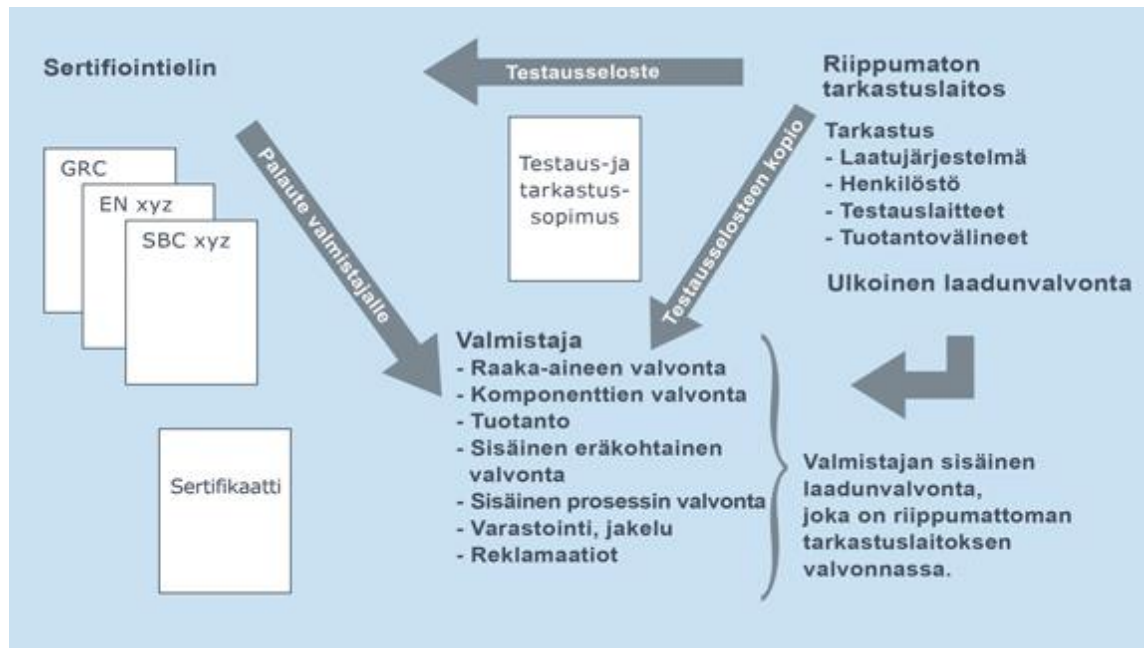 Sertifiointielin
Testausseloste
Riippumaton
tarkastuslaitos
Tarkastus
- Laatujärjestelmä
- Henkilöstö
- Testauslaitteet
- Tuotantovälineet
Ulkoinen laadunvalvonta
GRC
EN xyz
SBC xyz
Palaute valmistajalle
Testaus-ja
tarkastus-
sopimus
Testausselosteen kopio
Valmistaja
- Raaka-aineen valvonta
- Komponenttien valvonta
- Tuotanto
- Sisäinen eräkohtainen
valvonta
- Sisäinen prosessin valvonta
- Varastointi, jakelu
- Reklamaatiot
Valmistajan sisäinen
laadunvalvonta,
joka on riippumattoman
tarkastuslaitoksen
valvonnassa.
Sertifikaatti